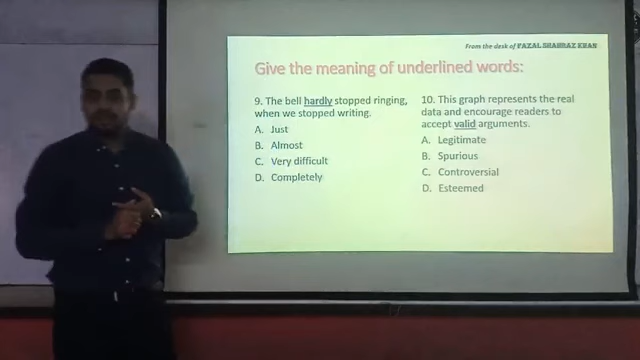 From the desk of FAZAL SHAHRAZ KHAN
Give the meaning of underlined words:
9. The bell hardly stopped ringing,
when we stopped writing.
A. Just
B. Almost
C. Very difficult
D. Completely
10. This graph represents the real
data and encourage readers to
accept valid arguments.
A. Legitimate
B. Spurious
C. Controversial
D. Esteemed